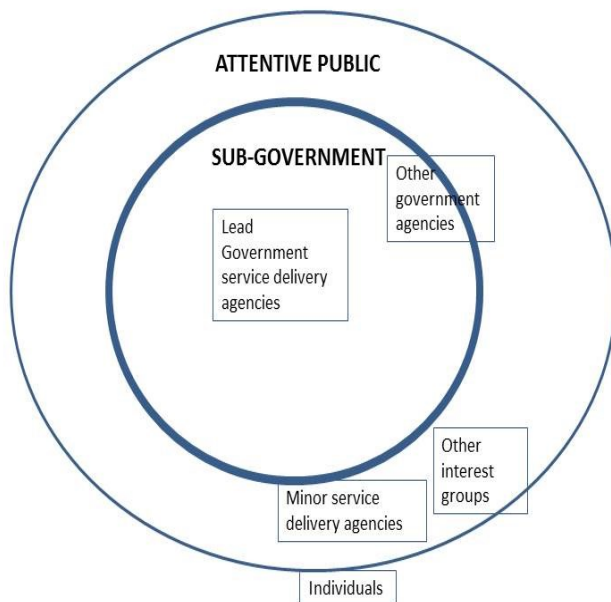 ATTENTIVE PUBLIC
SUB-GOVERNMENT
Other
government
agencies
Lead
Government
service delivery
agencies
Other
interest
groups
Minor service
delivery agencies
Individuals